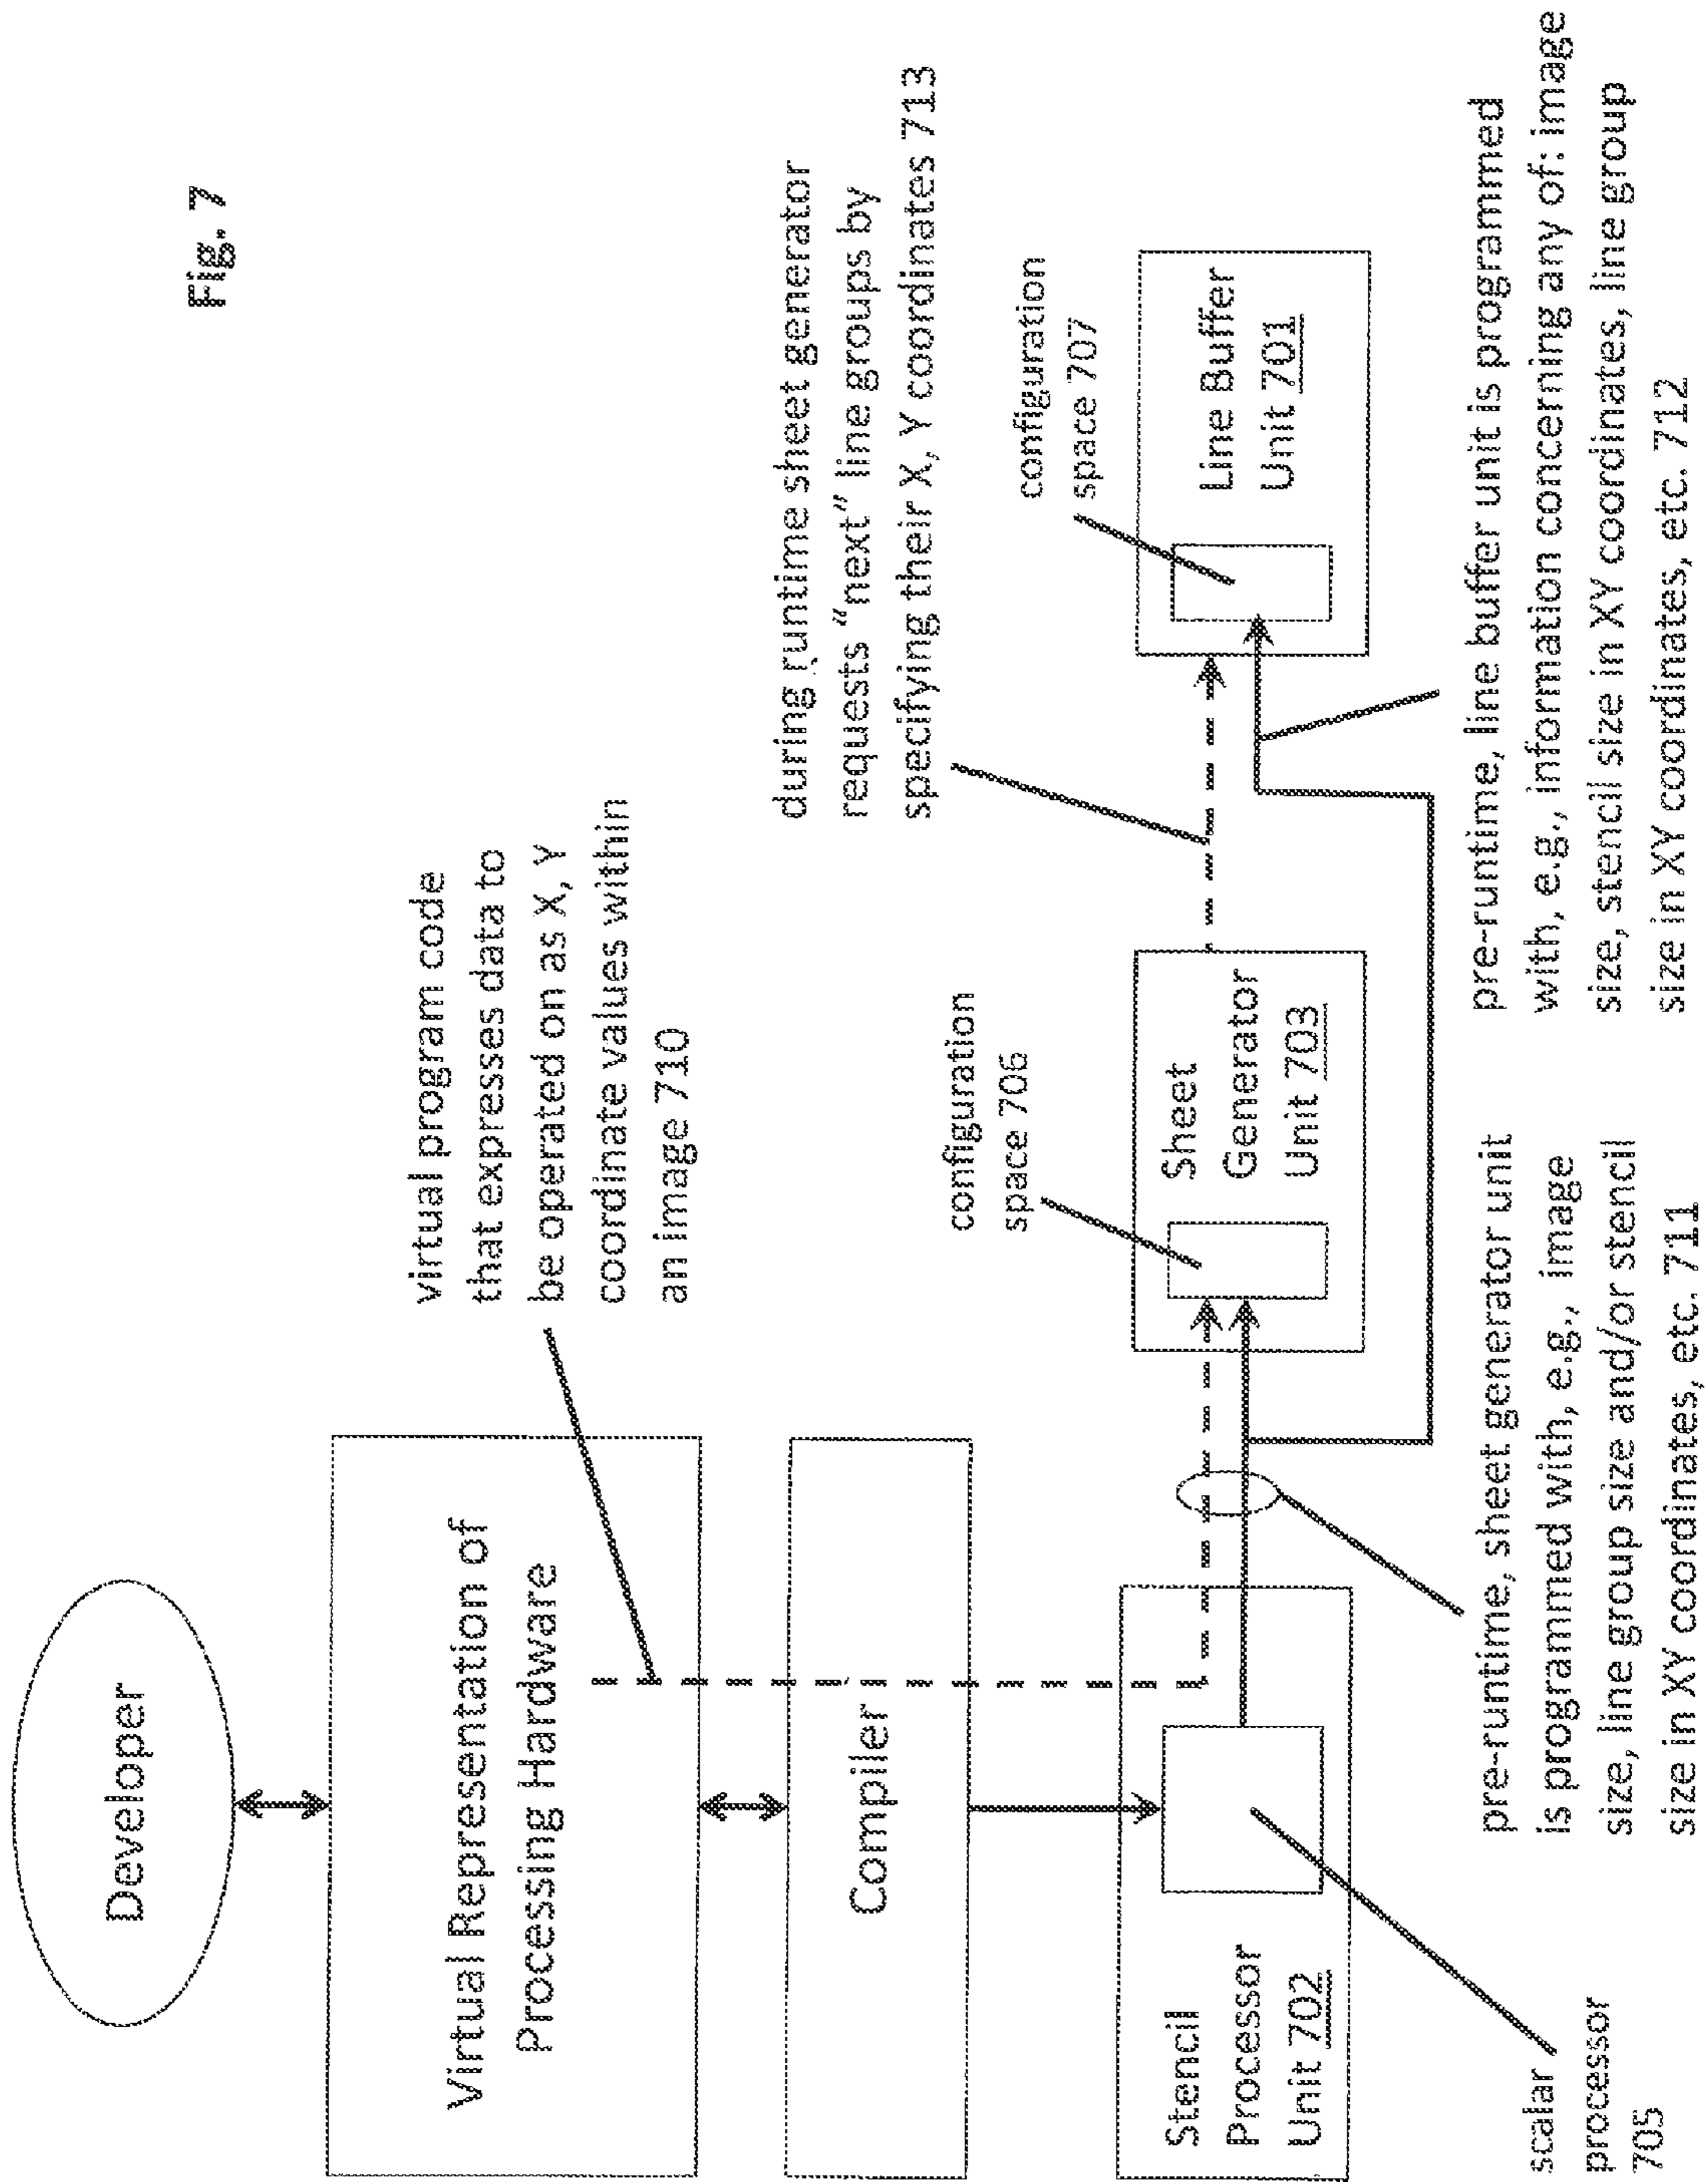 Fig. 7
Developer
Virtual Representation of
Processing Hardware
virtual program code
that expresses data to
be operated on as X, Y
coordinate values within
an image 710
Compiler
during runtime sheet generator
requests “next” line groups by
specifying their X, Y coordinates 713
Stencil
Processor
Unit 702
configuration
space 706
Sheet
Generator
Unit 703
configuration
space 707
Line Buffer
Unit 701
scalar
processor
705
pre-runtime, sheet generator unit
is programmed with, e.g., image
size, line group size and/or stencil
size in XY coordinates, etc. 711
pre-runtime, line buffer unit is programmed
with, e.g., information concerning any of: image
size, stencil size in XY coordinates, line group
size in XY coordinates, etc. 712